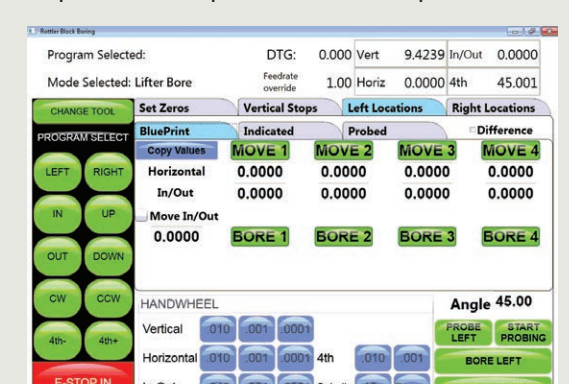 Rottler Block Boring
Program Selected: DTG: 0.000 Vert 9.4239 In/Out 0.0000
Mode Selected: Lifter Bore Feedrate override 1.00 Horiz 0.0000 4th 45.001
CHANGE TOOL Set Zeros Vertical Stops Left Locations Right Locations
PROGRAM SELECT BluePrint Indicated Probed Difference
Copy Values MOVE 1 MOVE 2 MOVE 3 MOVE 4
LEFT RIGHT Horizontal 0.0000 0.0000 0.0000 0.0000
In/Out 0.0000 0.0000 0.0000 0.0000
IN UP Move In/Out
0.0000 BORE 1 BORE 2 BORE 3 BORE 4
OUT DOWN
CW CCW HANDWHEEL Angle 45.00
Vertical .010 .001 .0001 PROBE LEFT START PROBING
4th- 4th+ Horizontal .010 .001 .0001 4th .010 .001 BORE LEFT
E-STOP IN